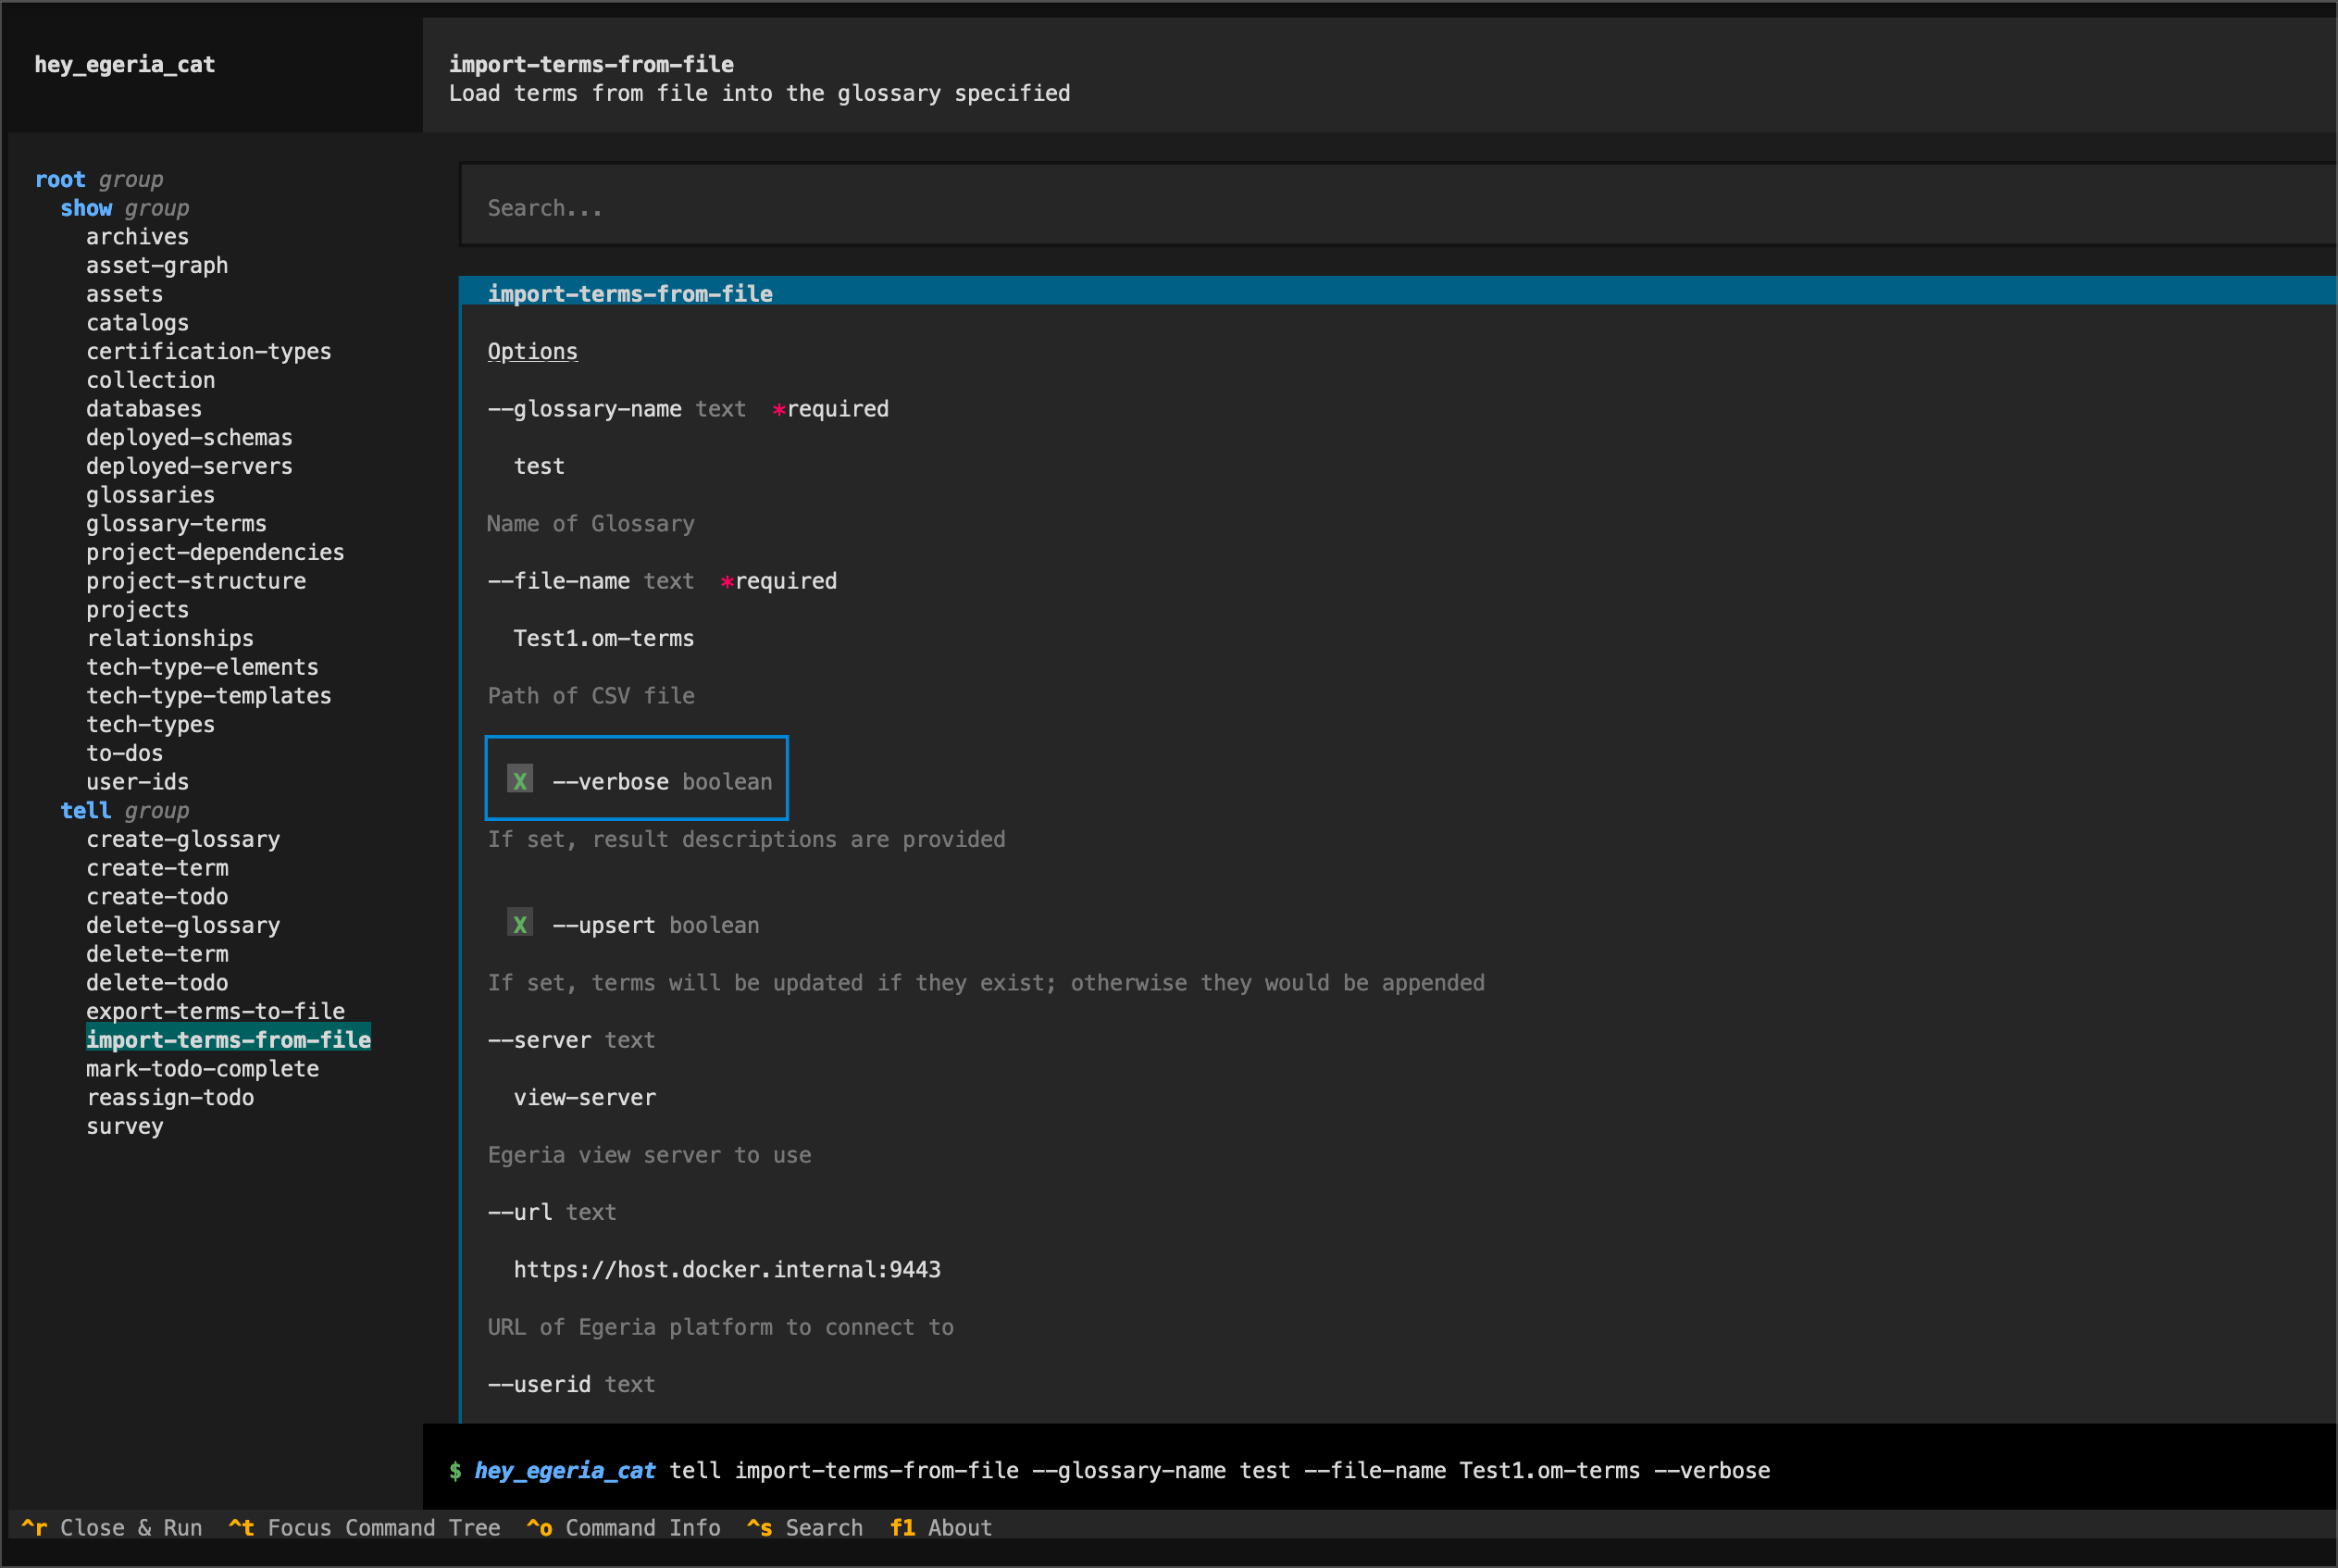 hey_egeria_cat
import-terms-from-file
Load terms from file into the glossary specified
root group
show group
archives
asset-graph
assets
catalogs
certification-types
collection
databases
deployed-schemas
deployed-servers
glossaries
glossary-terms
project-dependencies
project-structure
projects
relationships
tech-type-elements
tech-type-templates
tech-types
to-dos
user-ids
tell group
create-glossary
create-term
create-todo
delete-glossary
delete-term
delete-todo
export-terms-to-file
import-terms-from-file
mark-todo-complete
reassign-todo
survey
Search...
import-terms-from-file
Options
--glossary-name text *required
test
Name of Glossary
--file-name text *required
Test1.om-terms
Path of CSV file
X --verbose boolean
If set, result descriptions are provided
X --upsert boolean
If set, terms will be updated if they exist; otherwise they would be appended
--server text
view-server
Egeria view server to use
--url text
https://host.docker.internal:9443
URL of Egeria platform to connect to
--userid text
$ hey_egeria_cat tell import-terms-from-file --glossary-name test --file-name Test1.om-terms --verbose
^r Close & Run ^t Focus Command Tree ^o Command Info ^s Search f1 About